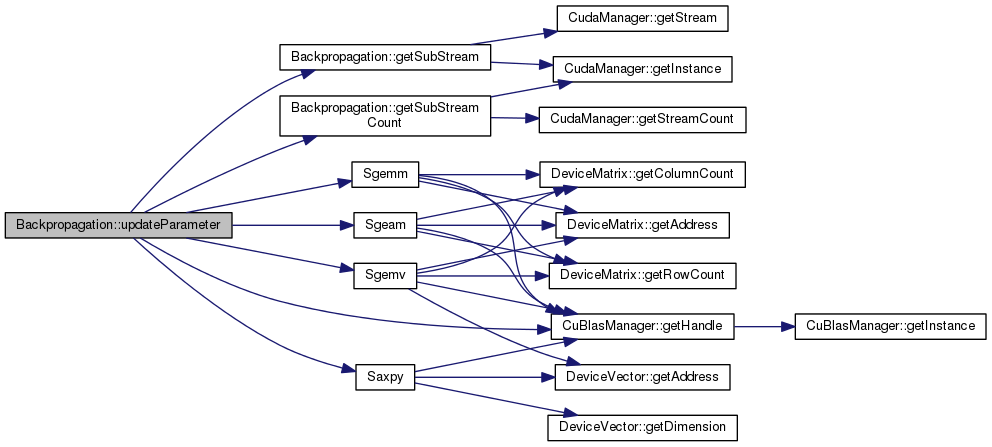 Backpropagation::updateParameter
Backpropagation::getSubStream
Backpropagation::getSubStream
Count
Sgemm
Sgeam
Sgemv
Saxpy
CudaManager::getStream
CudaManager::getInstance
CudaManager::getStreamCount
DeviceMatrix::getColumnCount
DeviceMatrix::getAddress
DeviceMatrix::getRowCount
CuBlasManager::getHandle
DeviceVector::getAddress
DeviceVector::getDimension
CuBlasManager::getInstance